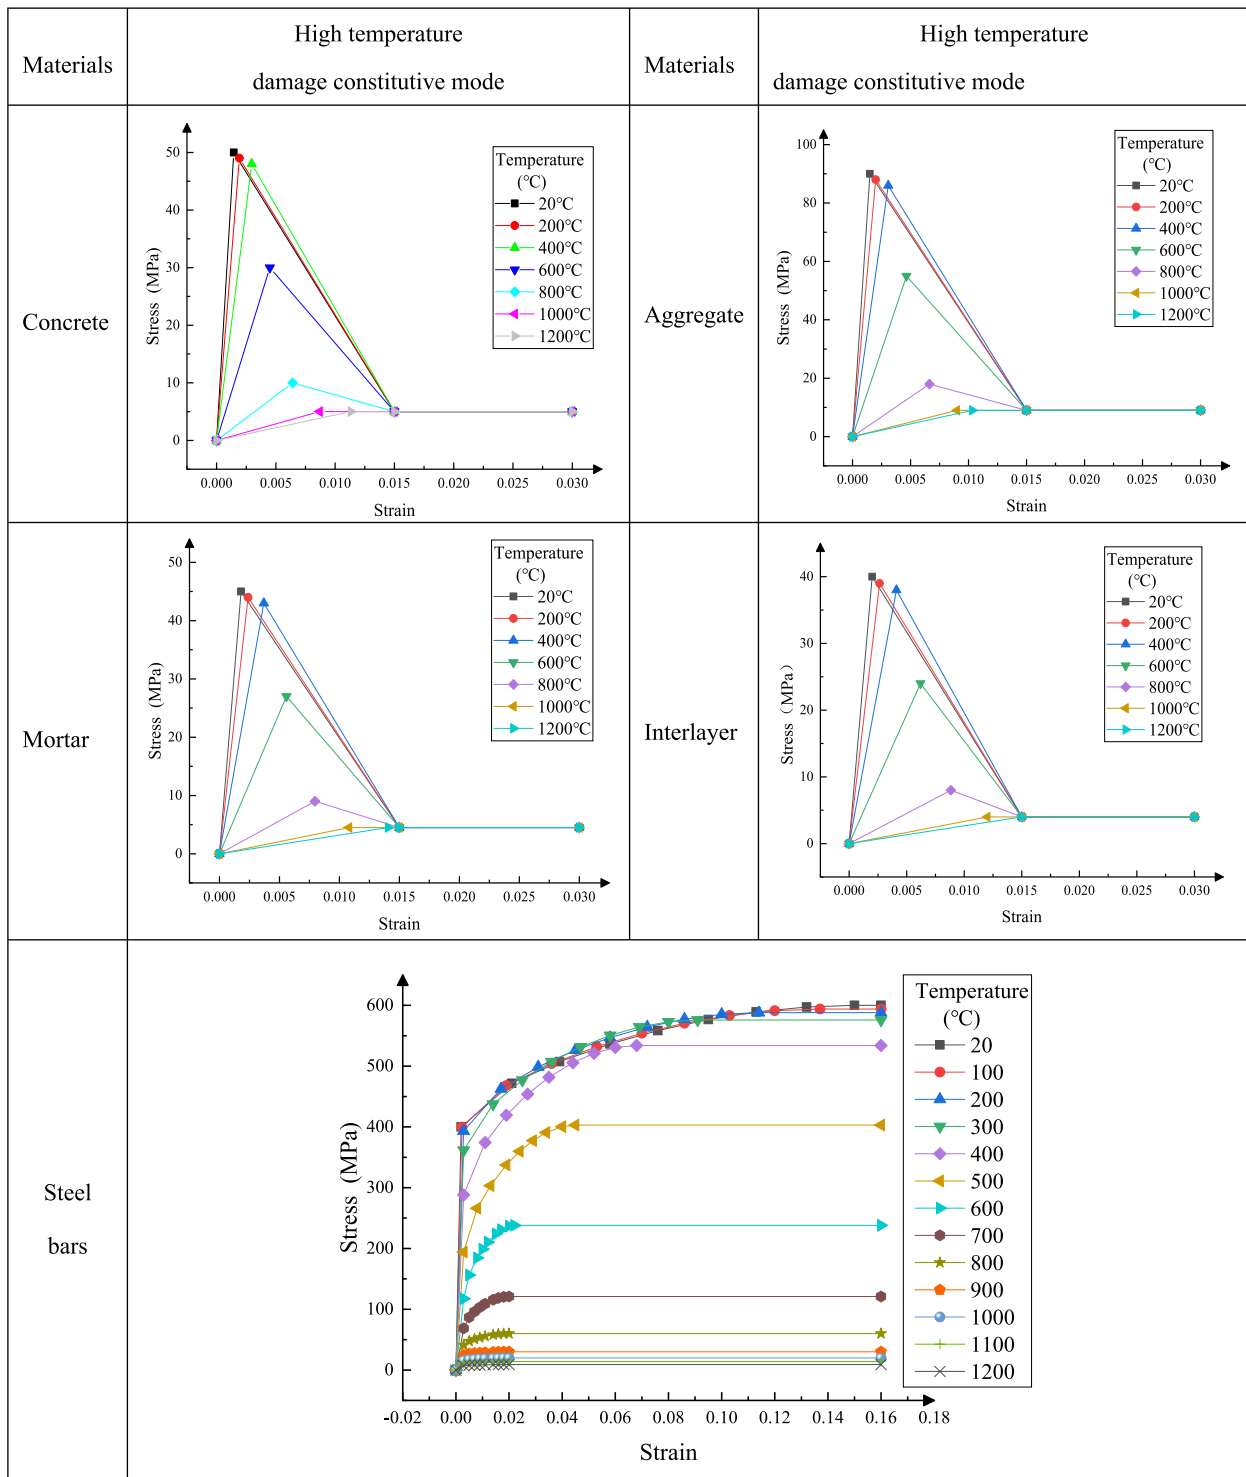 Materials
High temperature
damage constitutive mode
Materials
High temperature
damage constitutive mode
Concrete
Stress (MPa)
50
40
30
20
10
0
0.000 0.005 0.010 0.015 0.020 0.025 0.030
Strain
Temperature
(℃)
20℃
200℃
400℃
600℃
800℃
1000℃
1200℃
Aggregate
Stress (MPa)
100
80
60
40
20
0
0.000 0.005 0.010 0.015 0.020 0.025 0.030
Strain
Temperature
(℃)
20℃
200℃
400℃
600℃
800℃
1000℃
1200℃
Mortar
Stress (MPa)
50
40
30
20
10
0
0.000 0.005 0.010 0.015 0.020 0.025 0.030
Strain
Temperature
(℃)
20℃
200℃
400℃
600℃
800℃
1000℃
1200℃
Interlayer
Stress (MPa)
40
30
20
10
0
0.000 0.005 0.010 0.015 0.020 0.025 0.030
Strain
Temperature
(℃)
20℃
200℃
400℃
600℃
800℃
1000℃
1200℃
Steel
bars
Stress (MPa)
600
500
400
300
200
100
0
-0.02 0.00 0.02 0.04 0.06 0.08 0.10 0.12 0.14 0.16 0.18
Strain
Temperature
(℃)
20
100
200
300
400
500
600
700
800
900
1000
1100
1200